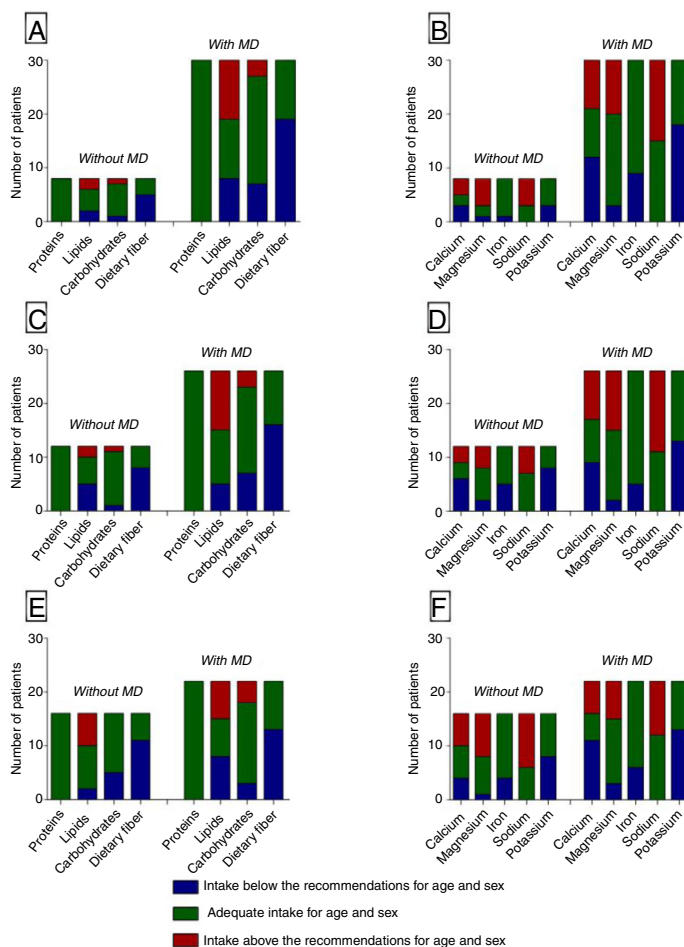 A
With MD
Number of patients
30
20
10
0
Without MD
Proteins
Lipids
Carbohydrates
Dietary fiber
Proteins
Lipids
Carbohydrates
Dietary fiber
B
With MD
Number of patients
30
20
10
0
Without MD
Calcium
Magnesium
Iron
Sodium
Potassium
Calcium
Magnesium
Iron
Sodium
Potassium
C
With MD
Number of patients
30
20
10
0
Without MD
Proteins
Lipids
Carbohydrates
Dietary fiber
Proteins
Lipids
Carbohydrates
Dietary fiber
D
With MD
Number of patients
30
20
10
0
Without MD
Calcium
Magnesium
Iron
Sodium
Potassium
Calcium
Magnesium
Iron
Sodium
Potassium
E
With MD
Number of patients
30
20
10
0
Without MD
Proteins
Lipids
Carbohydrates
Dietary fiber
Proteins
Lipids
Carbohydrates
Dietary fiber
F
With MD
Number of patients
30
20
10
0
Without MD
Calcium
Magnesium
Iron
Sodium
Potassium
Calcium
Magnesium
Iron
Sodium
Potassium
Intake below the recommendations for age and sex
Adequate intake for age and sex
Intake above the recommendations for age and sex